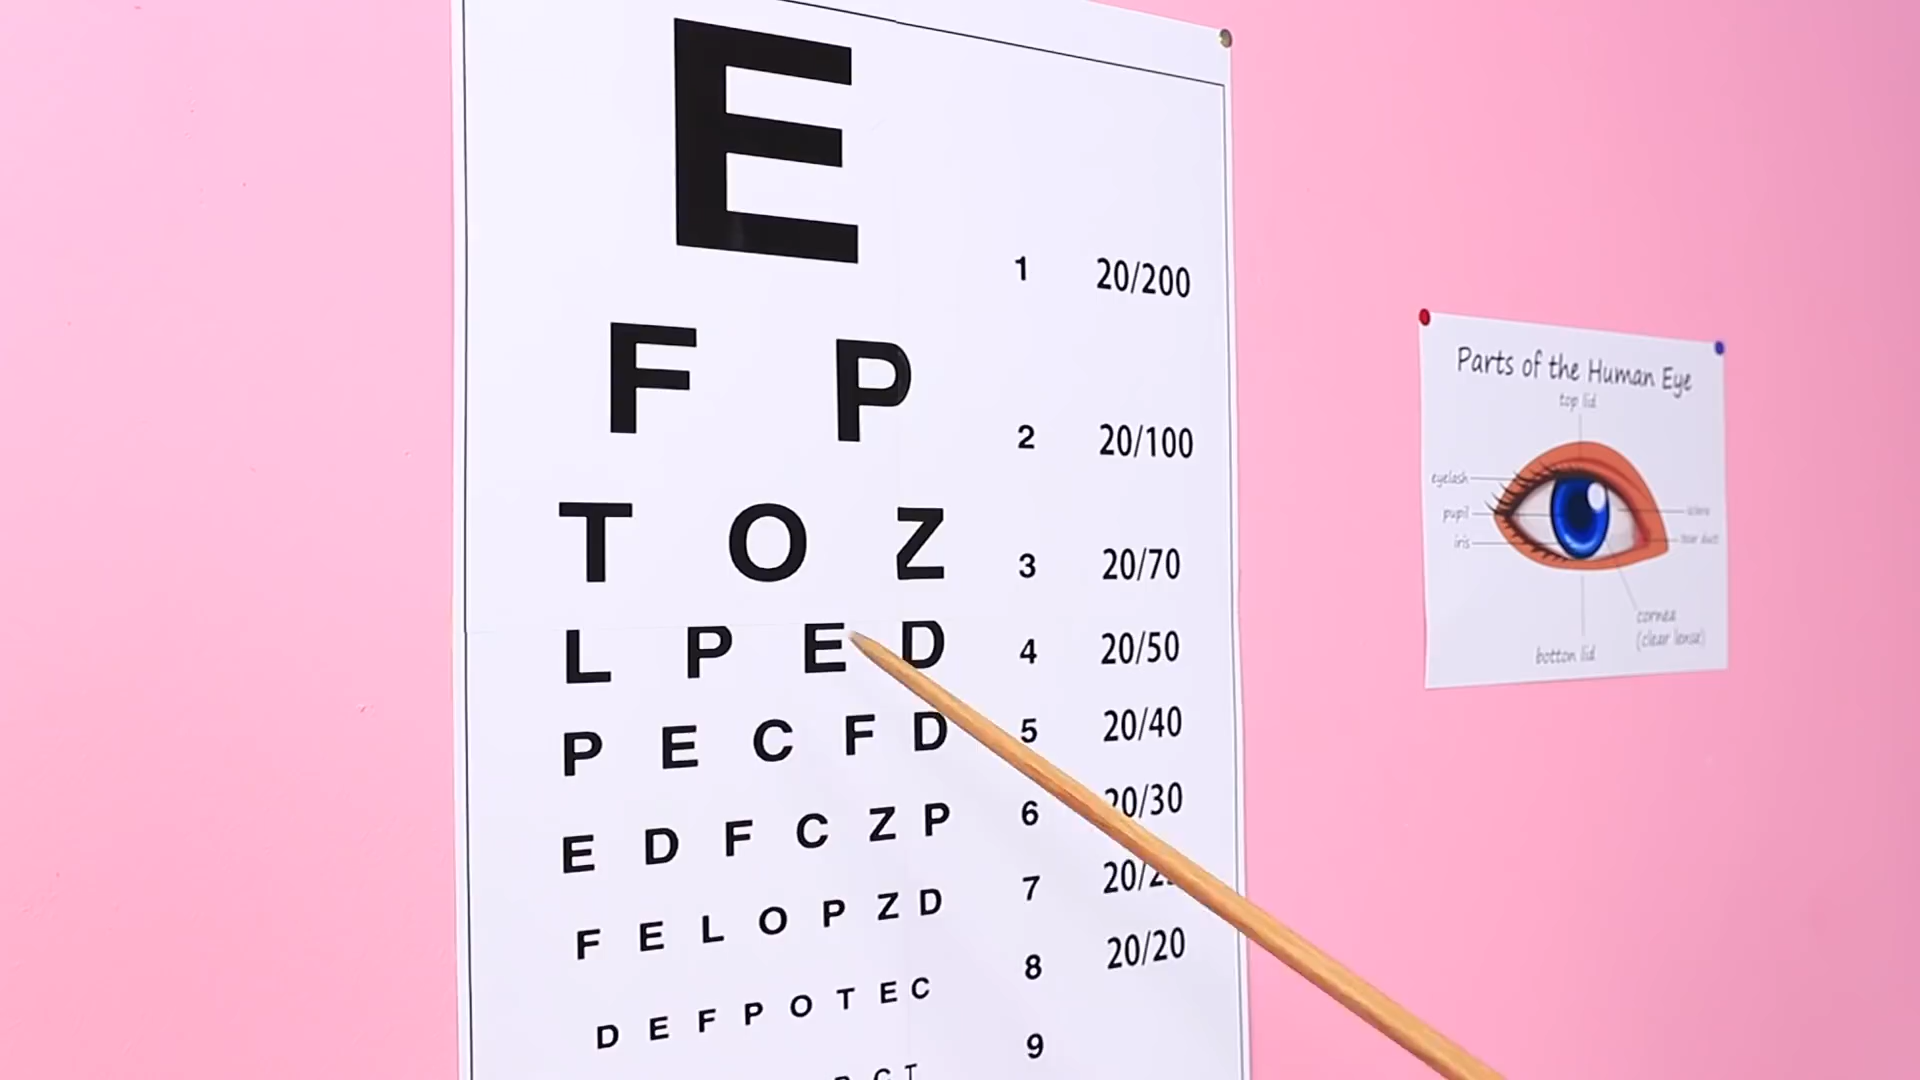 E
1 20/200
F P
2 20/100
T O Z
3 20/70
L P E D
4 20/50
P E C F D
5 20/40
E D F C Z P
6 20/30
F E L O P Z D
7
D E F P O T E C
8 20/20
9
C T
Parts of the Human Eye
top lid
eyelash
pupil
iris
tear duct
cornea
(clear lense)
botton lid